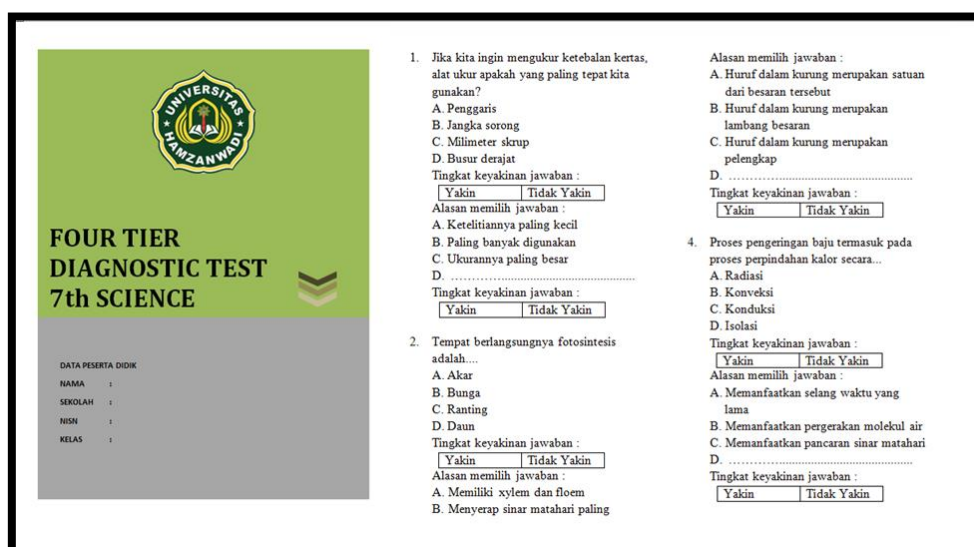 UNIVERSITAS
HAMZANWADI
FOUR TIER
DIAGNOSTIC TEST
7th SCIENCE
DATA PESERTA DIDIK
NAMA :
SEKOLAH :
NISN :
KELAS :
1. Jika kita ingin mengukur ketebalan kertas,
alat ukur apakah yang paling tepat kita
gunakan?
A. Penggaris
B. Jangka sorong
C. Milimeter skrup
D. Busur derajat
Tingkat keyakinan jawaban :
Yakin Tidak Yakin
Alasan memilih jawaban :
A. Ketelitiannya paling kecil
B. Paling banyak digunakan
C. Ukurannya paling besar
D. ................................................
Tingkat keyakinan jawaban :
Yakin Tidak Yakin
2. Tempat berlangsungnya fotosintesis
adalah....
A. Akar
B. Bunga
C. Ranting
D. Daun
Tingkat keyakinan jawaban :
Yakin Tidak Yakin
Alasan memilih jawaban :
A. Memiliki xylem dan floem
B. Menyerap sinar matahari paling
Alasan memilih jawaban :
A. Huruf dalam kurung merupakan satuan
dari besaran tersebut
B. Huruf dalam kurung merupakan
lambang besaran
C. Huruf dalam kurung merupakan
pelengkap
D. ................................................
Tingkat keyakinan jawaban :
Yakin Tidak Yakin
4. Proses pengeringan baju termasuk pada
proses perpindahan kalor secara...
A. Radiasi
B. Konveksi
C. Konduksi
D. Isolasi
Tingkat keyakinan jawaban :
Yakin Tidak Yakin
Alasan memilih jawaban :
A. Memanfaatkan selang waktu yang
lama
B. Memanfaatkan pergerakan molekul air
C. Memanfaatkan pancaran sinar matahari
D. ................................................
Tingkat keyakinan jawaban :
Yakin Tidak Yakin